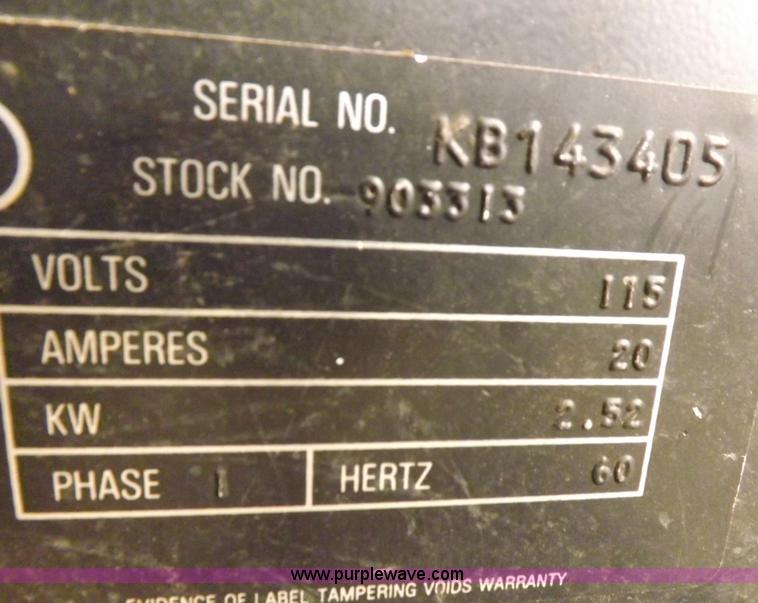 SERIAL NO. KB143405
STOCK NO. 903313
VOLTS 115
AMPERES 20
KW 2.52
PHASE 1 HERTZ 60
www.purplewave.com
EVIDENCE OF LABEL TAMPERING VOIDS WARRANTY